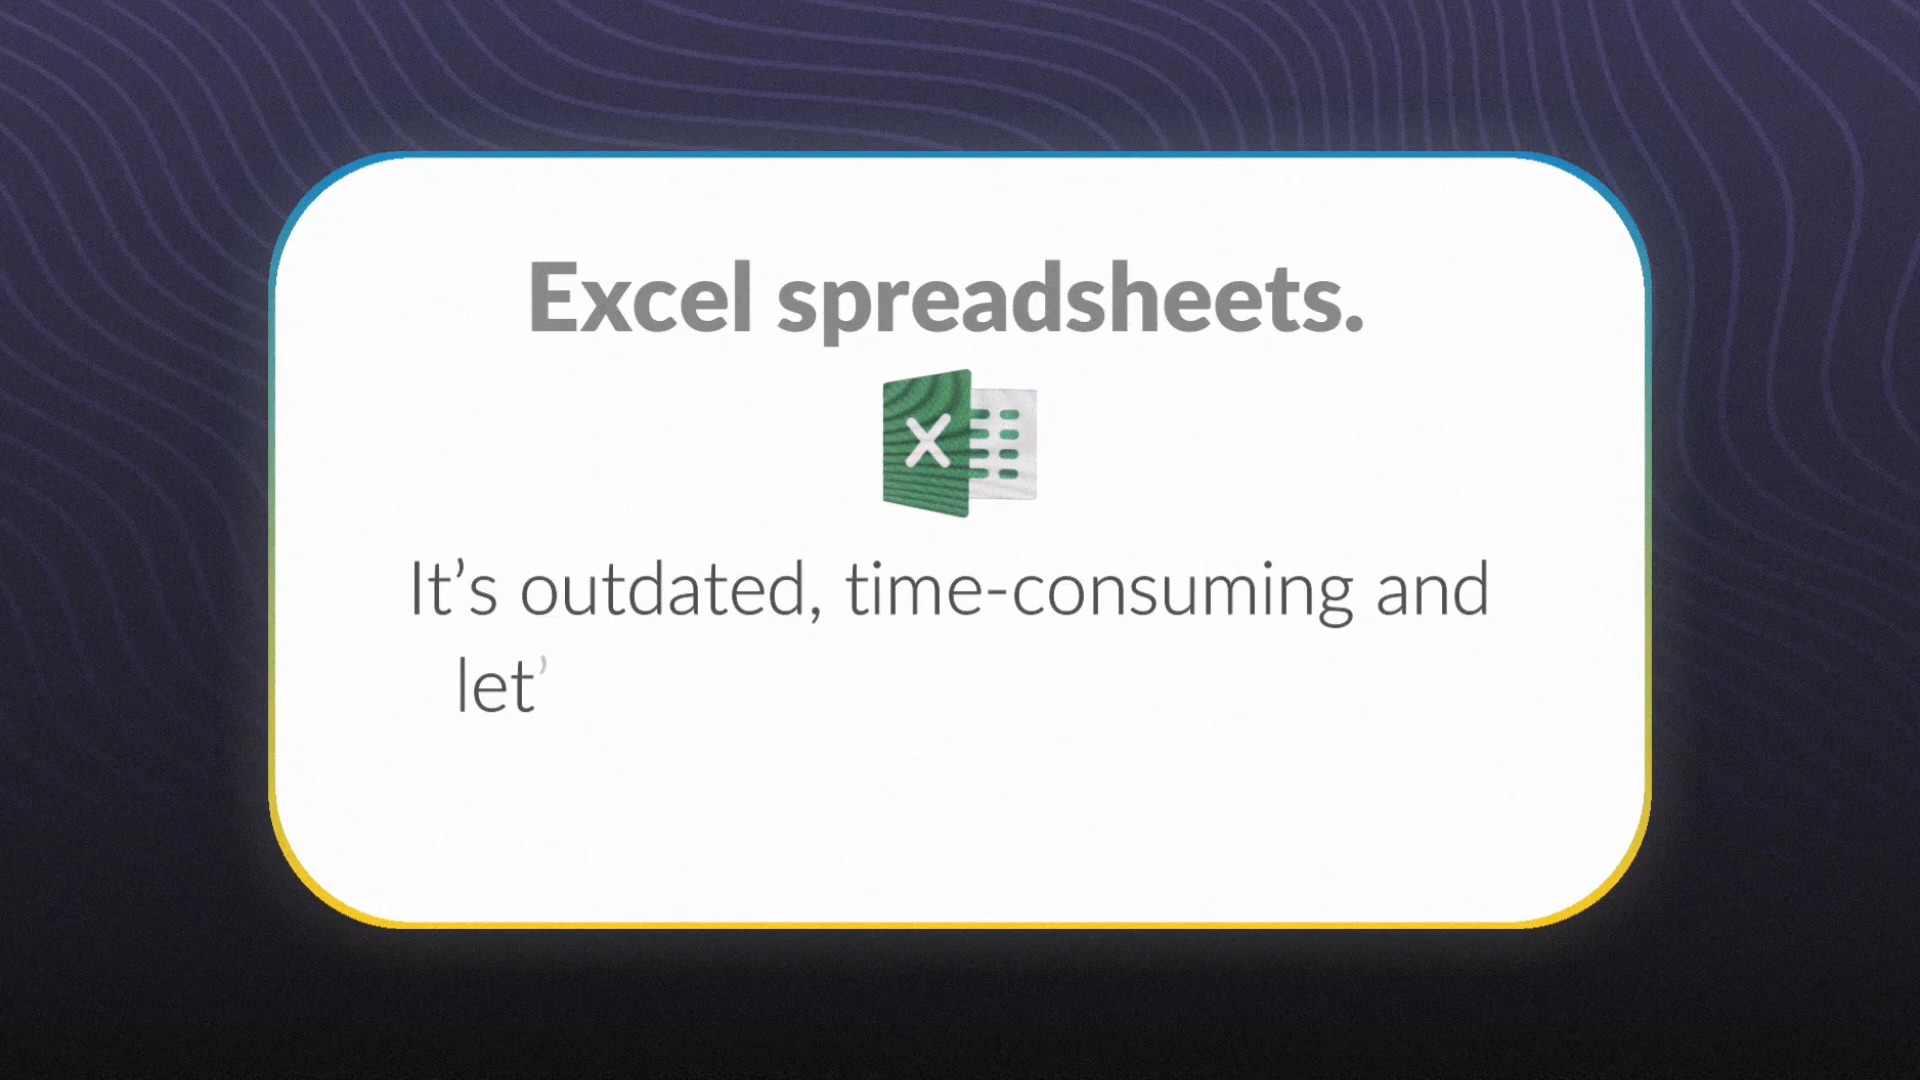 Excel spreadsheets.
X
It’s outdated, time-consuming and
let’